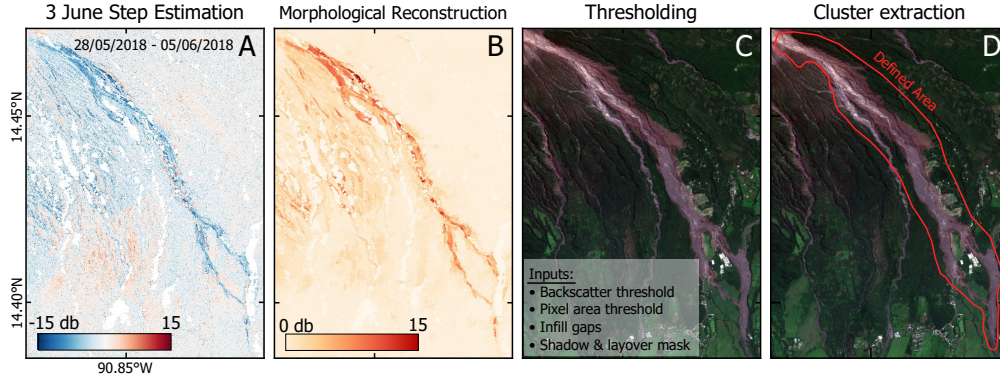 3 June Step Estimation
Morphological Reconstruction
Thresholding
Cluster extraction
28/05/2018 - 05/06/2018
A
B
C
D
Defined Area
14.45°N
14.40°N
-15 db
15
0 db
15
Inputs:
• Backscatter threshold
• Pixel area threshold
• Infill gaps
• Shadow & layover mask
90.85°W